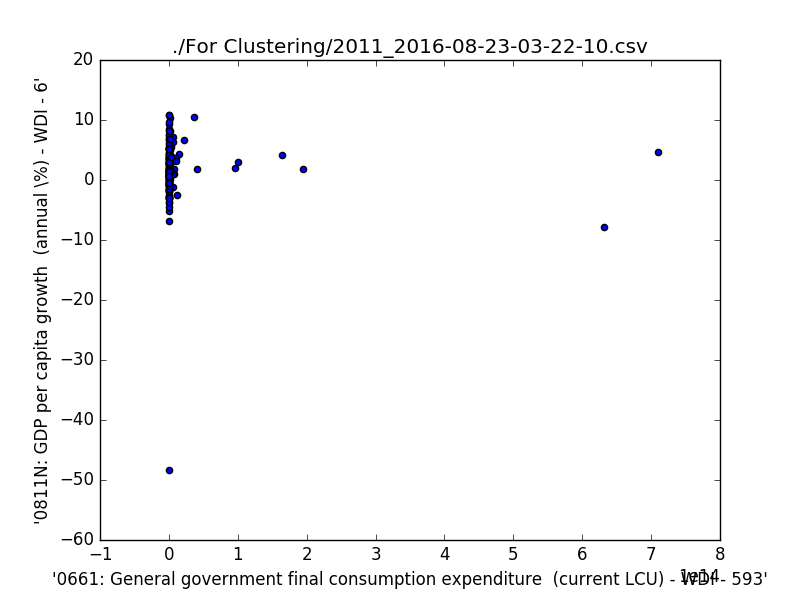 ./For Clustering/2011_2016-08-23-03-22-10.csv
20
10
0
−10
−20
−30
−40
−50
−60
'0811N: GDP per capita growth  (annual \%) - WDI - 6'
−1 0 1 2 3 4 5 6 7 8
1e14
'0661: General government final consumption expenditure  (current LCU) - WDI - 593'